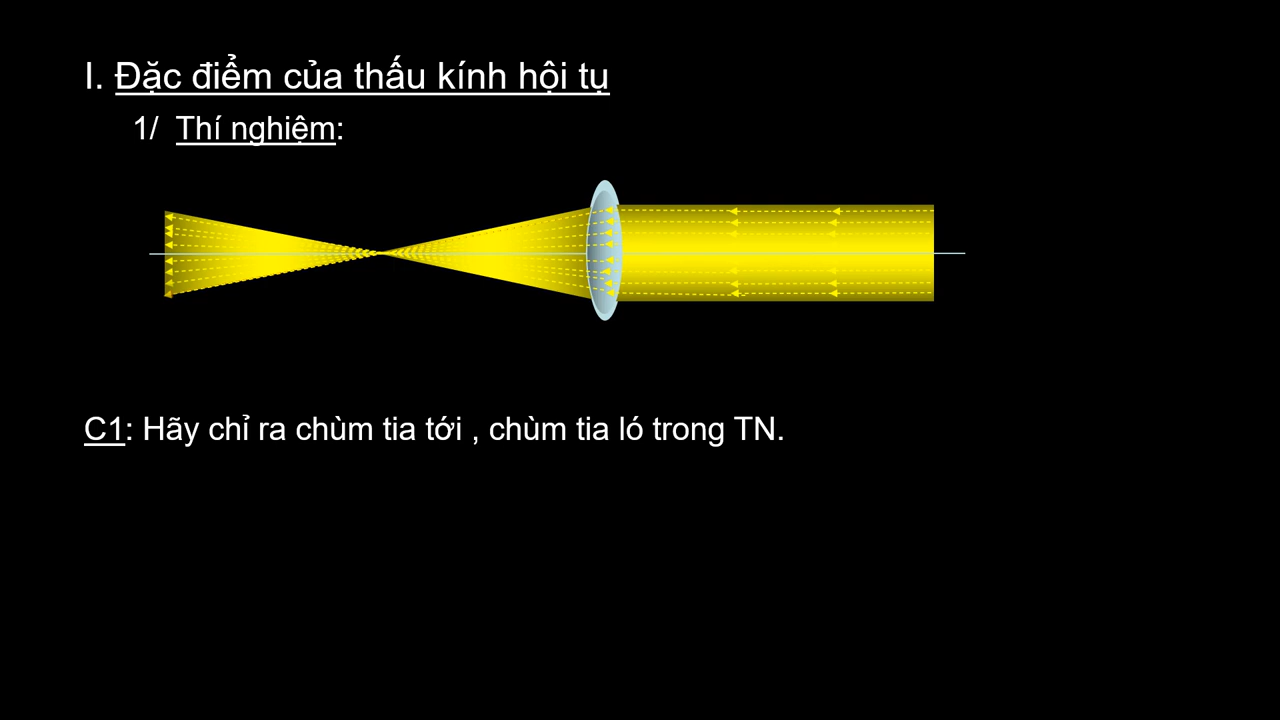 I. Đặc điểm của thấu kính hội tụ
1/ Thí nghiệm:
C1: Hãy chỉ ra chùm tia tới , chùm tia ló trong TN.